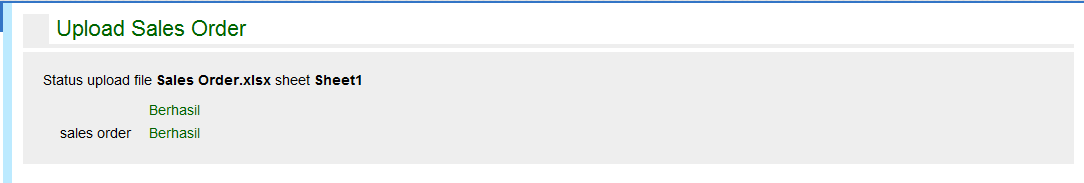 Upload Sales Order
Status upload file Sales Order.xlsx sheet Sheet1
Berhasil
sales order Berhasil